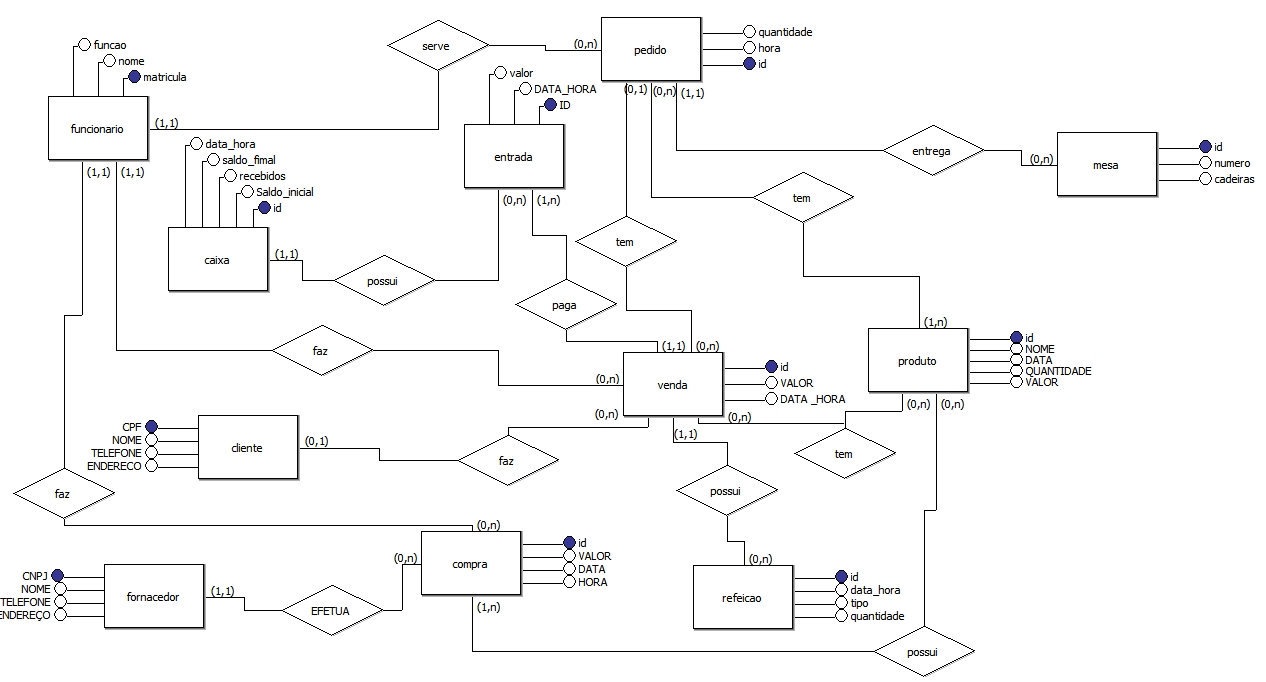 quantidade
hora
id
pedido
(0,n)
serve
(0,1)
(0,n)
(1,1)
funcao
nome
matricula
funcionario
(1,1)
(1,1)
(1,1)
valor
DATA_HORA
ID
entrada
(0,n)
(1,n)
entrega
(0,n)
mesa
id
numero
cadeiras
data_hora
saldo_fimal
recebidos
Saldo_inicial
id
caixa
(1,1)
possui
tem
tem
paga
(1,n)
produto
id
NOME
DATA
QUANTIDADE
VALOR
(0,n)
(0,n)
faz
(1,1)
(0,n)
(0,n)
venda
id
VALOR
DATA _HORA
(0,n)
(0,n)
(1,1)
CPF
NOME
TELEFONE
ENDERECO
cliente
(0,1)
faz
tem
faz
possui
(0,n)
(0,n)
compra
id
VALOR
DATA
HORA
(1,n)
CNPJ
NOME
TELEFONE
ENDEREÇO
fornacedor
(1,1)
EFETUA
(0,n)
refeicao
id
data_hora
tipo
quantidade
possui